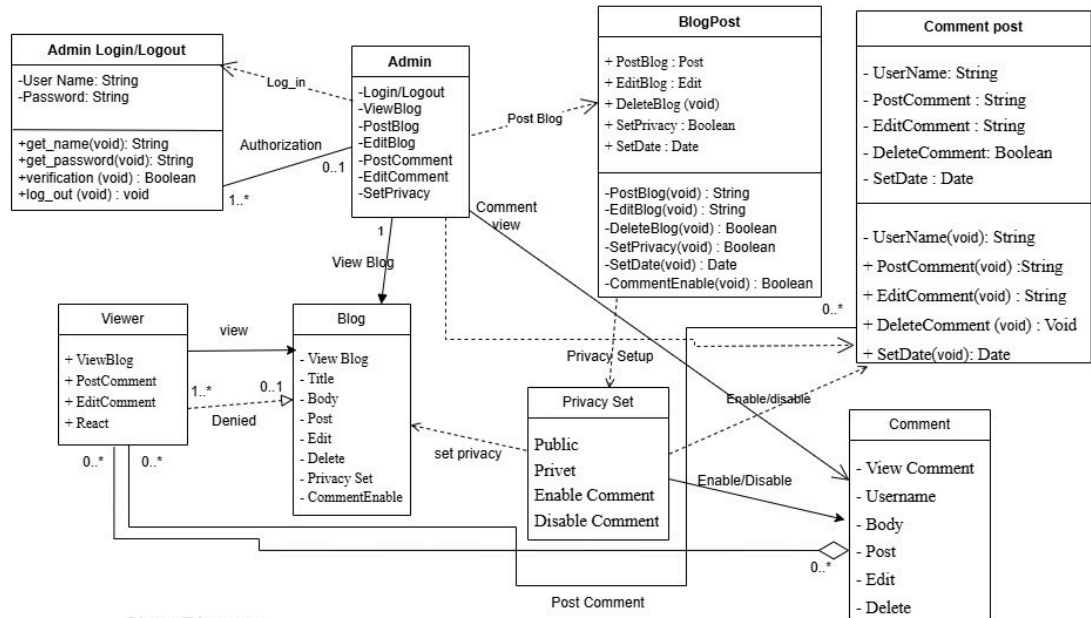 Admin Login/Logout
-User Name: String
-Password: String
+get_name(void): String
+get_password(void): String
+verification (void) : Boolean
+log_out (void) : void
Log_in
Authorization
0..1
1..*
Admin
-Login/Logout
-ViewBlog
-PostBlog
-EditBlog
-PostComment
-EditComment
-SetPrivacy
Post Blog
BlogPost
+ PostBlog : Post
+ EditBlog : Edit
+ DeleteBlog (void)
+ SetPrivacy : Boolean
+ SetDate : Date
-PostBlog(void) : String
-EditBlog(void) : String
-DeleteBlog(void) : Boolean
-SetPrivacy(void) : Boolean
-SetDate(void) : Date
-CommentEnable(void) : Boolean
Comment post
- UserName: String
- PostComment : String
- EditComment : String
- DeleteComment: Boolean
- SetDate : Date
- UserName(void): String
+ PostComment(void) :String
+ EditComment(void) : String
+ DeleteComment (void) : Void
+ SetDate(void): Date
Comment
view
1
View Blog
0..*
Viewer
+ ViewBlog
+ PostComment
+ EditComment
+ React
view
1..*
0..1
Denied
0..*
0..*
Blog
- View Blog
- Title
- Body
- Post
- Edit
- Delete
- Privacy Set
- CommentEnable
set privacy
Privacy Setup
Privacy Set
Public
Privet
Enable Comment
Disable Comment
Enable/disable
Enable/Disable
Comment
- View Comment
- Username
- Body
- Post
- Edit
- Delete
0..*
Post Comment